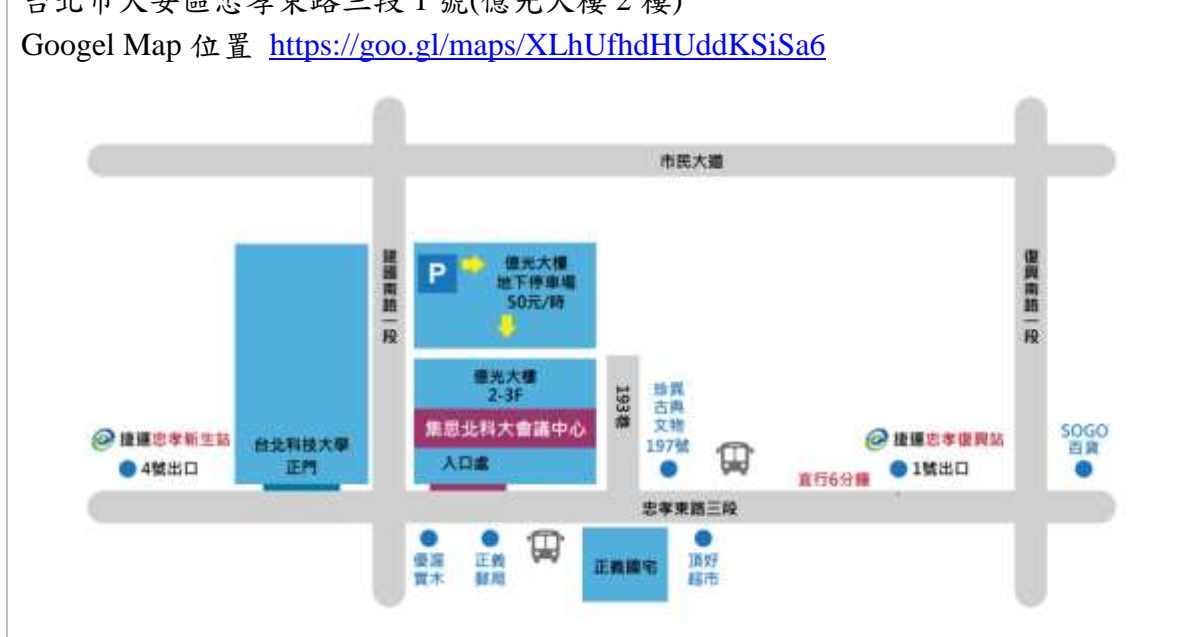 台北市大安區忠孝東路三段 1 號(億光大樓 2 樓)
Googel Map 位置 https://goo.gl/maps/XLhUfhdHUddKSiSa6
市民大道
建國南路一段
復興南路一段
P
億光大樓
地下停車場
50元/時
億光大樓
2-3F
集思北科大會議中心
入口處
193巷
珍異
古典
文物
197號
捷運忠孝新生站
4號出口
台北科技大學
正門
捷運忠孝復興站
1號出口
直行6分鐘
SOGO
百貨
忠孝東路三段
優渥
實木
正義
郵局
正義國宅
頂好
超市